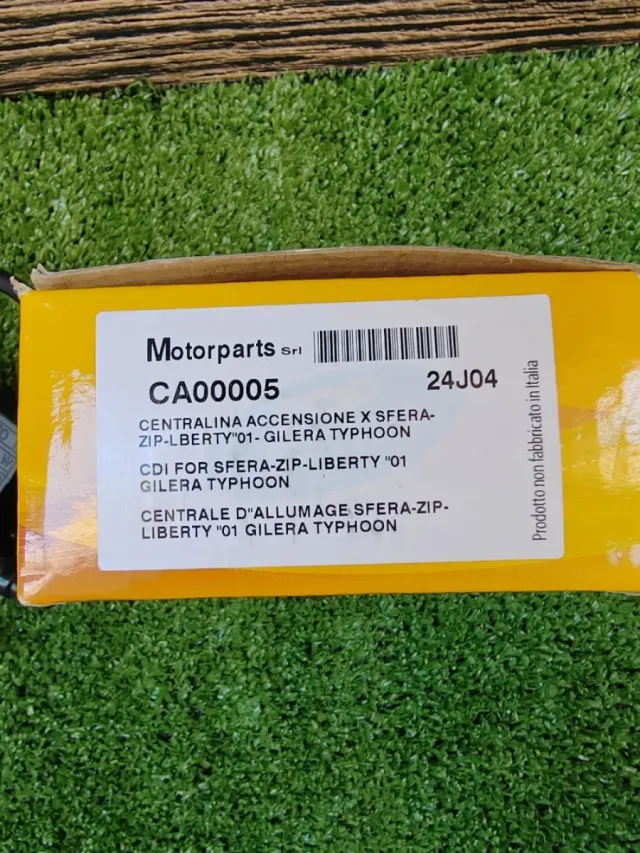 Motorparts Srl
CA00005 24J04
CENTRALINA ACCENSIONE X SFERA-
ZIP-LBERTY"01- GILERA TYPHOON
CDI FOR SFERA-ZIP-LIBERTY "01
GILERA TYPHOON
CENTRALE D"ALLUMAGE SFERA-ZIP-
LIBERTY "01 GILERA TYPHOON
Prodotto non fabbricato in Italia